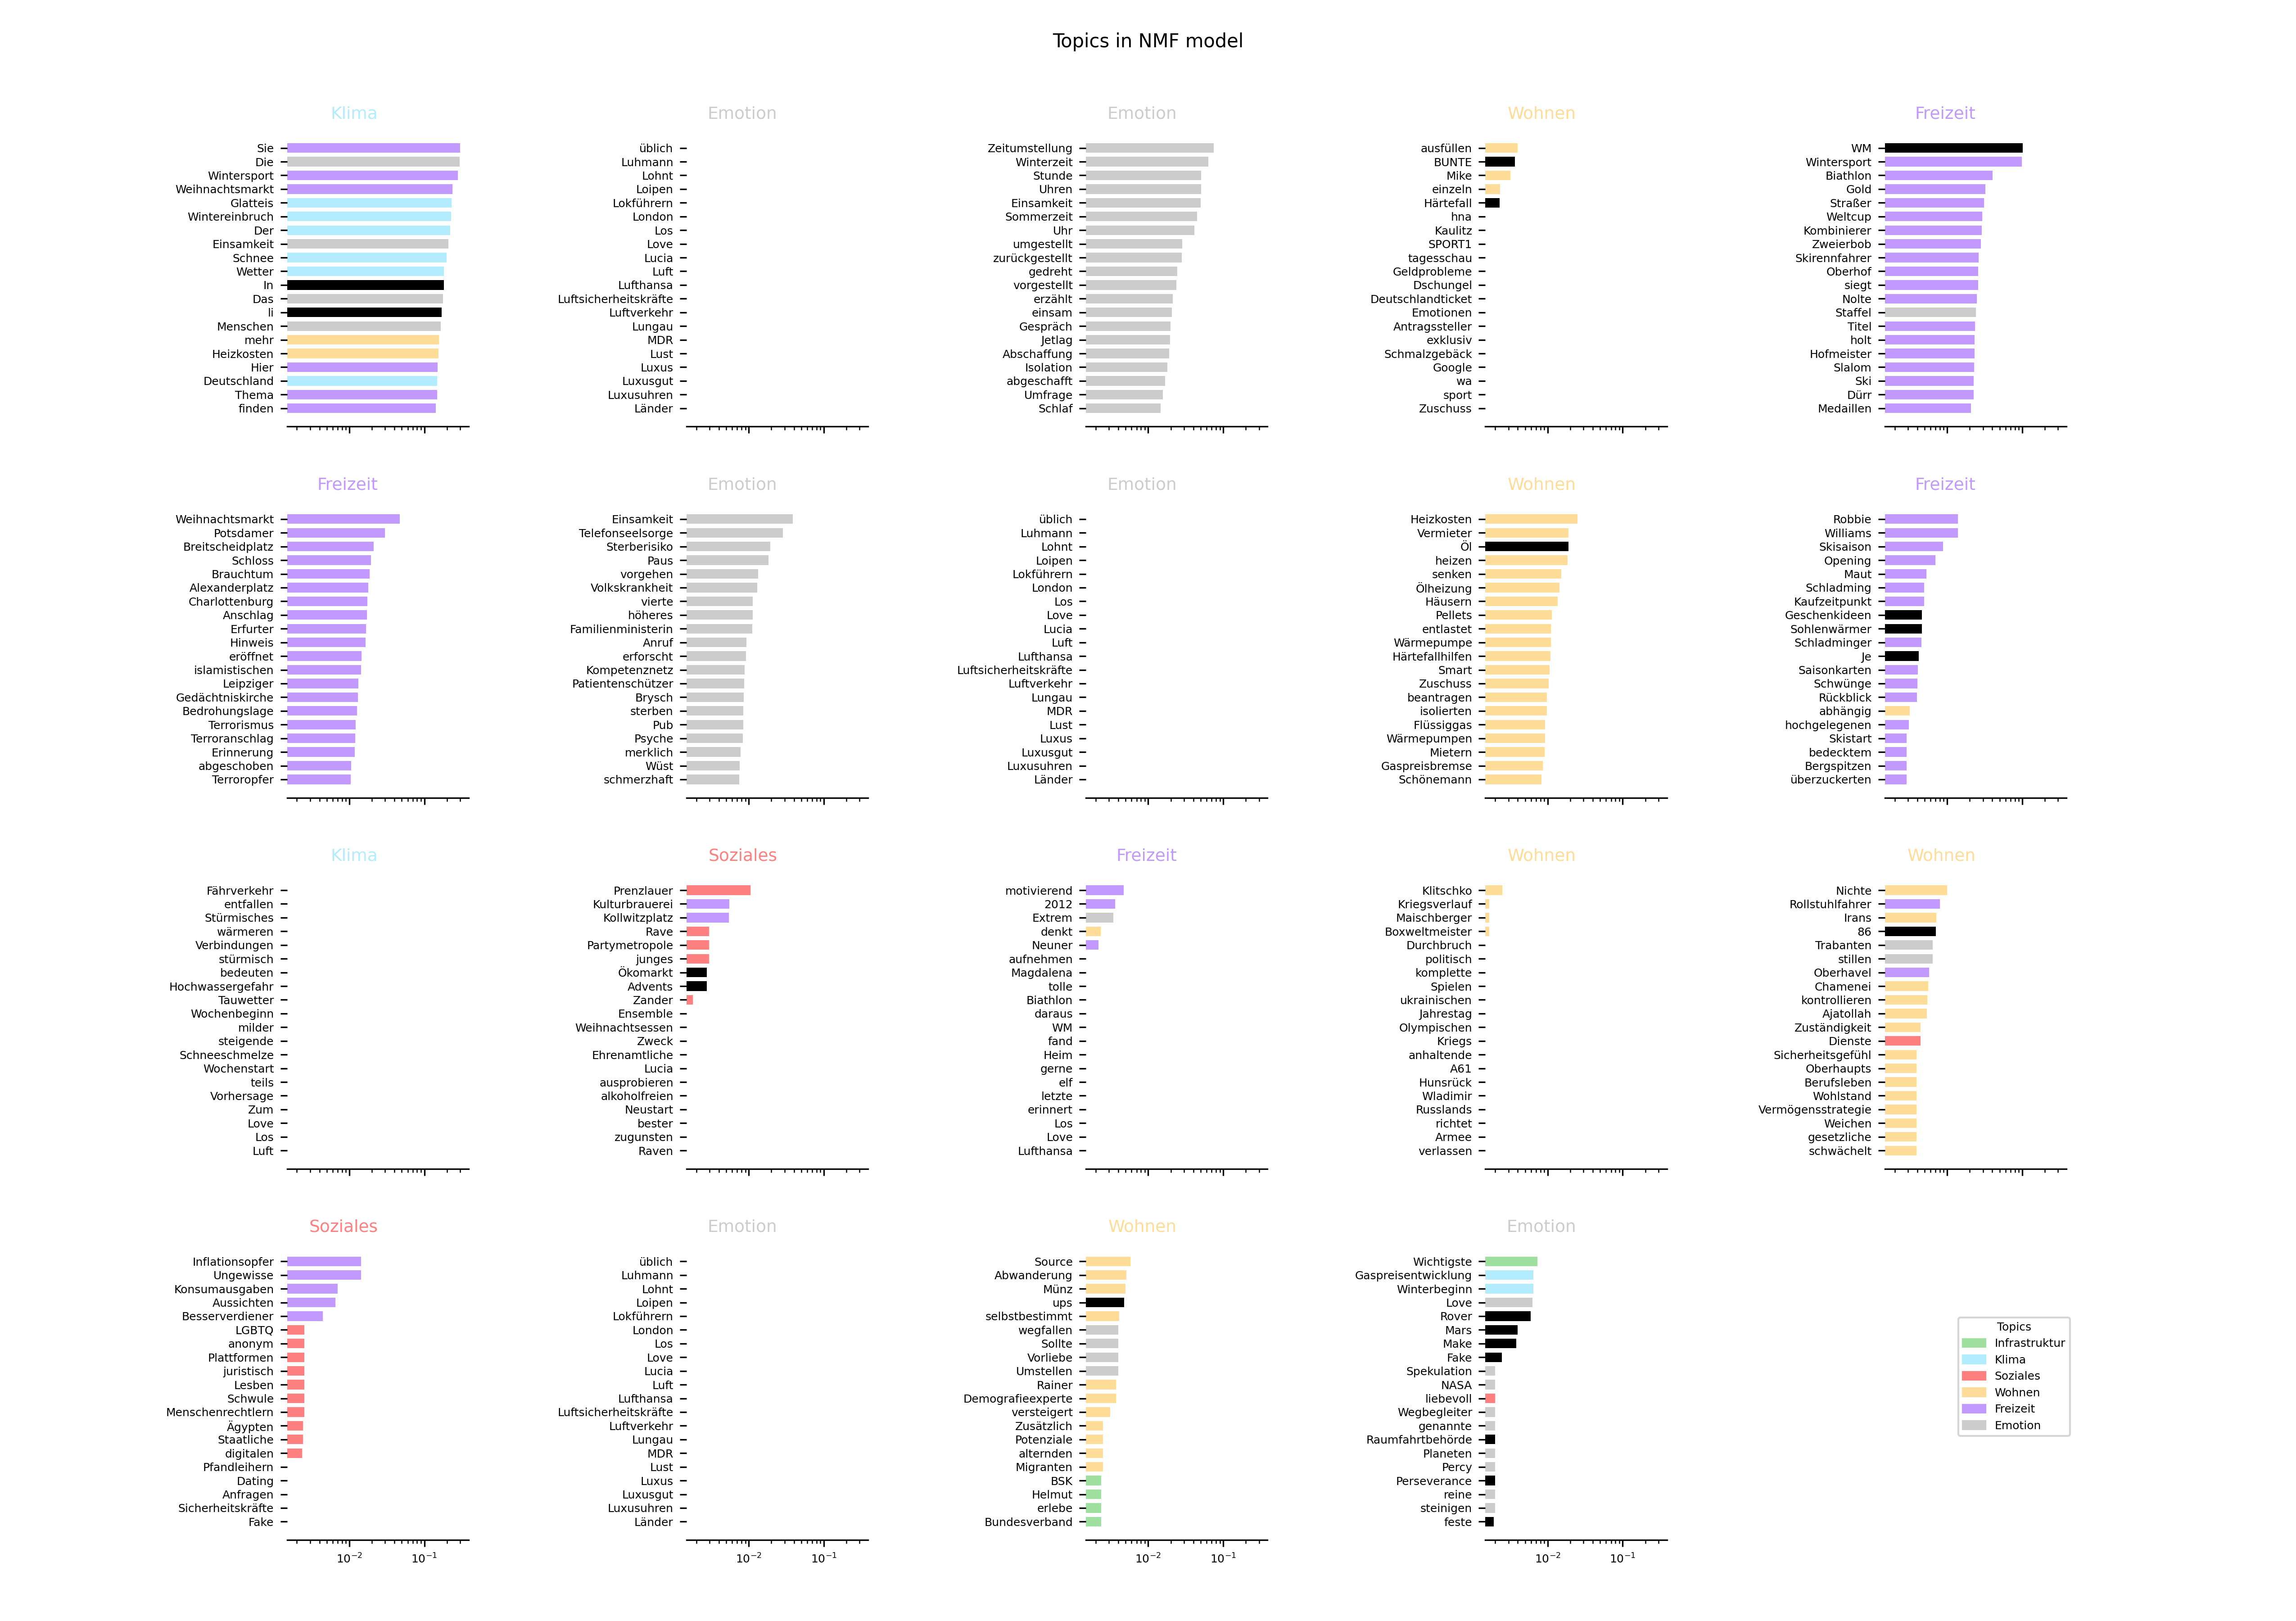 Topics in NMF model
Klima
Sie
Die
Wintersport
Weihnachtsmarkt
Glatteis
Wintereinbruch
Der
Einsamkeit
Schnee
Wetter
In
Das
li
Menschen
mehr
Heizkosten
Hier
Deutschland
Thema
finden
Emotion
üblich
Luhmann
Lohnt
Loipen
Lokführern
London
Los
Love
Lucia
Luft
Lufthansa
Luftsicherheitskräfte
Luftverkehr
Lungau
MDR
Lust
Luxus
Luxusgut
Luxusuhren
Länder
Emotion
Zeitumstellung
Winterzeit
Stunde
Uhren
Einsamkeit
Sommerzeit
Uhr
umgestellt
zurückgestellt
gedreht
vorgestellt
erzählt
einsam
Gespräch
Jetlag
Abschaffung
Isolation
abgeschafft
Umfrage
Schlaf
Wohnen
ausfüllen
BUNTE
Mike
einzeln
Härtefall
hna
Kaulitz
SPORT1
tagesschau
Geldprobleme
Dschungel
Deutschlandticket
Emotionen
Antragssteller
exklusiv
Schmalzgebäck
Google
wa
sport
Zuschuss
Freizeit
WM
Wintersport
Biathlon
Gold
Straßer
Weltcup
Kombinierer
Zweierbob
Skirennfahrer
Oberhof
siegt
Nolte
Staffel
Titel
holt
Hofmeister
Slalom
Ski
Dürr
Medaillen
Freizeit
Weihnachtsmarkt
Potsdamer
Breitscheidplatz
Schloss
Brauchtum
Alexanderplatz
Charlottenburg
Anschlag
Erfurter
Hinweis
eröffnet
islamistischen
Leipziger
Gedächtniskirche
Bedrohungslage
Terrorismus
Terroranschlag
Erinnerung
abgeschoben
Terroropfer
Emotion
Einsamkeit
Telefonseelsorge
Sterberisiko
Paus
vorgehen
Volkskrankheit
vierte
höheres
Familienministerin
Anruf
erforscht
Kompetenznetz
Patientenschützer
Brysch
sterben
Pub
Psyche
merklich
Wüst
schmerzhaft
Emotion
üblich
Luhmann
Lohnt
Loipen
Lokführern
London
Los
Love
Lucia
Luft
Lufthansa
Luftsicherheitskräfte
Luftverkehr
Lungau
MDR
Lust
Luxus
Luxusgut
Luxusuhren
Länder
Wohnen
Heizkosten
Vermieter
Öl
heizen
senken
Ölheizung
Häusern
Pellets
entlastet
Wärmepumpe
Härtefallhilfen
Smart
Zuschuss
beantragen
isolierten
Flüssiggas
Wärmepumpen
Mietern
Gaspreisbremse
Schönemann
Freizeit
Robbie
Williams
Skisaison
Opening
Maut
Schladming
Kaufzeitpunkt
Geschenkideen
Sohlenwärmer
Schladminger
Je
Saisonkarten
Schwünge
Rückblick
abhängig
hochgelegenen
Skistart
bedecktem
Bergspitzen
überzuckerten
Klima
Fährverkehr
entfallen
Stürmisches
wärmeren
Verbindungen
stürmisch
bedeuten
Hochwassergefahr
Tauwetter
Wochenbeginn
milder
steigende
Schneeschmelze
Wochenstart
teils
Vorhersage
Zum
Love
Los
Luft
Soziales
Prenzlauer
Kulturbrauerei
Kollwitzplatz
Rave
Partymetropole
junges
Ökomarkt
Advents
Zander
Ensemble
Weihnachtsessen
Zweck
Ehrenamtliche
Lucia
ausprobieren
alkoholfreien
Neustart
bester
zugunsten
Raven
Freizeit
motivierend
2012
Extrem
denkt
Neuner
aufnehmen
Magdalena
tolle
Biathlon
daraus
WM
fand
Heim
gerne
elf
letzte
erinnert
Los
Love
Lufthansa
Wohnen
Klitschko
Kriegsverlauf
Maischberger
Boxweltmeister
Durchbruch
politisch
komplette
Spielen
ukrainischen
Jahrestag
Olympischen
Kriegs
anhaltende
A61
Hunsrück
Wladimir
Russlands
richtet
Armee
verlassen
Wohnen
Nichte
Rollstuhlfahrer
Irans
86
Trabanten
stillen
Oberhavel
Chamenei
kontrollieren
Ajatollah
Zuständigkeit
Dienste
Sicherheitsgefühl
Oberhaupts
Berufsleben
Wohlstand
Vermögensstrategie
Weichen
gesetzliche
schwächelt
Soziales
Inflationsopfer
Ungewisse
Konsumausgaben
Aussichten
Besserverdiener
LGBTQ
anonym
Plattformen
juristisch
Lesben
Schwule
Menschenrechtlern
Ägypten
Staatliche
digitalen
Pfandleihern
Dating
Anfragen
Sicherheitskräfte
Fake
10⁻² 10⁻¹
Emotion
üblich
Luhmann
Lohnt
Loipen
Lokführern
London
Los
Love
Lucia
Luft
Lufthansa
Luftsicherheitskräfte
Luftverkehr
Lungau
MDR
Lust
Luxus
Luxusgut
Luxusuhren
Länder
10⁻² 10⁻¹
Wohnen
Source
Abwanderung
Münz
ups
selbstbestimmt
wegfallen
Sollte
Vorliebe
Umstellen
Rainer
Demografieexperte
versteigert
Zusätzlich
Potenziale
alternden
Migranten
BSK
Helmut
erlebe
Bundesverband
10⁻² 10⁻¹
Emotion
Wichtigste
Gaspreisentwicklung
Winterbeginn
Love
Rover
Mars
Make
Fake
Spekulation
NASA
liebevoll
Wegbegleiter
genannte
Raumfahrtbehörde
Planeten
Percy
Perseverance
reine
steinigen
feste
10⁻² 10⁻¹
Topics
Infrastruktur
Klima
Soziales
Wohnen
Freizeit
Emotion